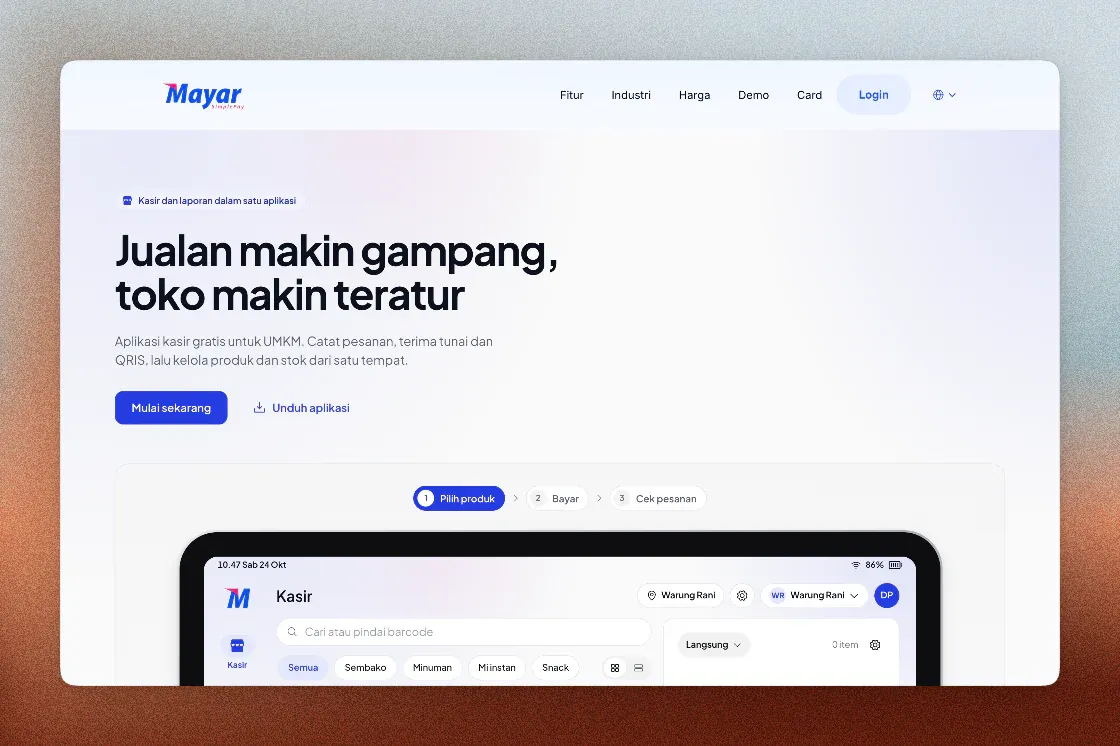 Mayar
SimplePay
Fitur
Industri
Harga
Demo
Card
Login
Kasir dan laporan dalam satu aplikasi
Jualan makin gampang,
toko makin teratur
Aplikasi kasir gratis untuk UMKM. Catat pesanan, terima tunai dan
QRIS, lalu kelola produk dan stok dari satu tempat.
Mulai sekarang
Unduh aplikasi
1 Pilih produk
2 Bayar
3 Cek pesanan
10.47 Sab 24 Okt
86%
M
Kasir
Warung Rani
WR Warung Rani
DP
Cari atau pindai barcode
Langsung
0 item
Kasir
Semua
Sembako
Minuman
Mi instan
Snack